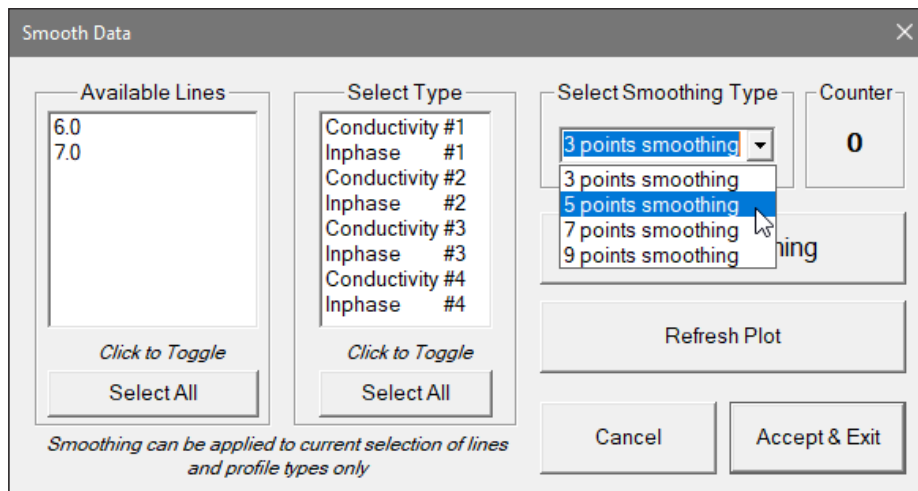 Smooth Data
Available Lines
6.0
7.0
Click to Toggle
Select All
Select Type
Conductivity #1
Inphase #1
Conductivity #2
Inphase #2
Conductivity #3
Inphase #3
Conductivity #4
Inphase #4
Click to Toggle
Select All
Smoothing can be applied to current selection of lines
and profile types only
Select Smoothing Type
3 points smoothing
3 points smoothing
5 points smoothing
7 points smoothing
9 points smoothing
Counter
0
Refresh Plot
Cancel
Accept & Exit